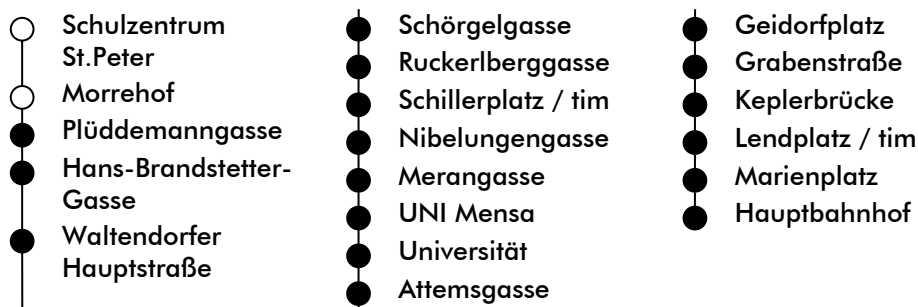 Schulzentrum
St.Peter
Morrehof
Plüddemanngasse
Hans-Brandstetter-
Gasse
Waltendorfer
Hauptstraße
Schörgelgasse
Ruckerlberggasse
Schillerplatz / tim
Nibelungengasse
Merangasse
UNI Mensa
Universität
Attemsgasse
Geidorfplatz
Grabenstraße
Keplerbrücke
Lendplatz / tim
Marienplatz
Hauptbahnhof